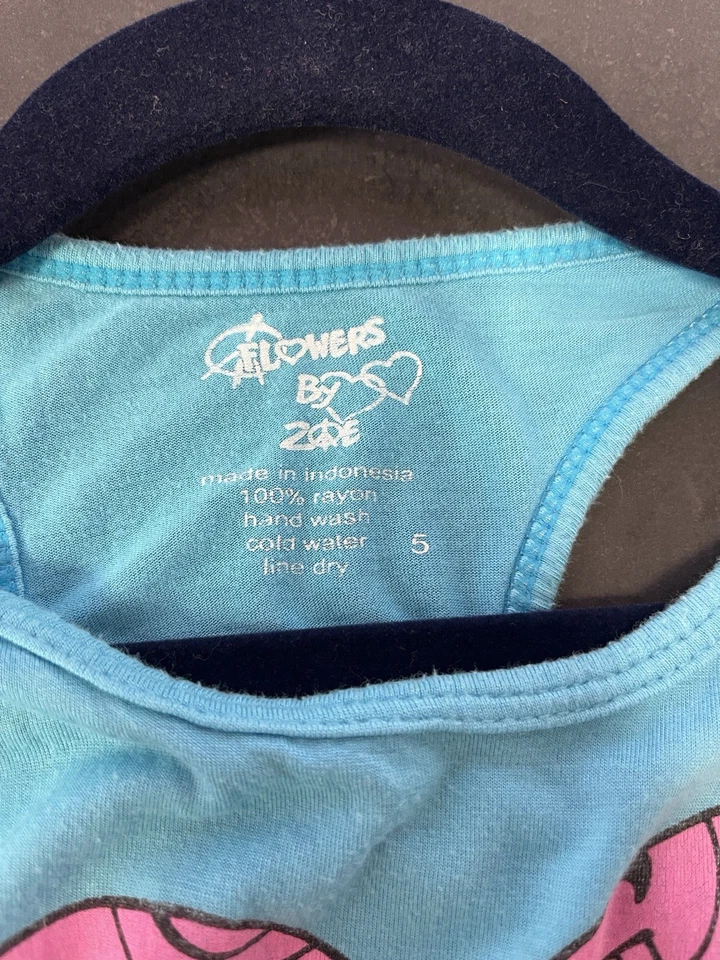 FLOWERS
By
ZOE
made in indonesia
100% rayon
hand wash
cold water 5
line dry